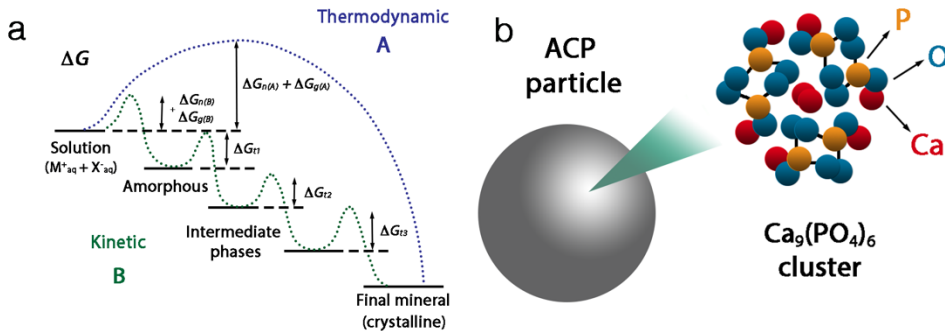 a
Thermodynamic
A
ΔG
ΔGn(A) + ΔGg(A)
+ ΔGn(B)
ΔGg(B)
Solution
(M⁺aq + X⁻aq)
ΔGt1
Amorphous
ΔGt2
Intermediate
phases
ΔGt3
Kinetic
B
Final mineral
(crystalline)
b
ACP
particle
P
O
Ca
Ca₉(PO₄)₆
cluster